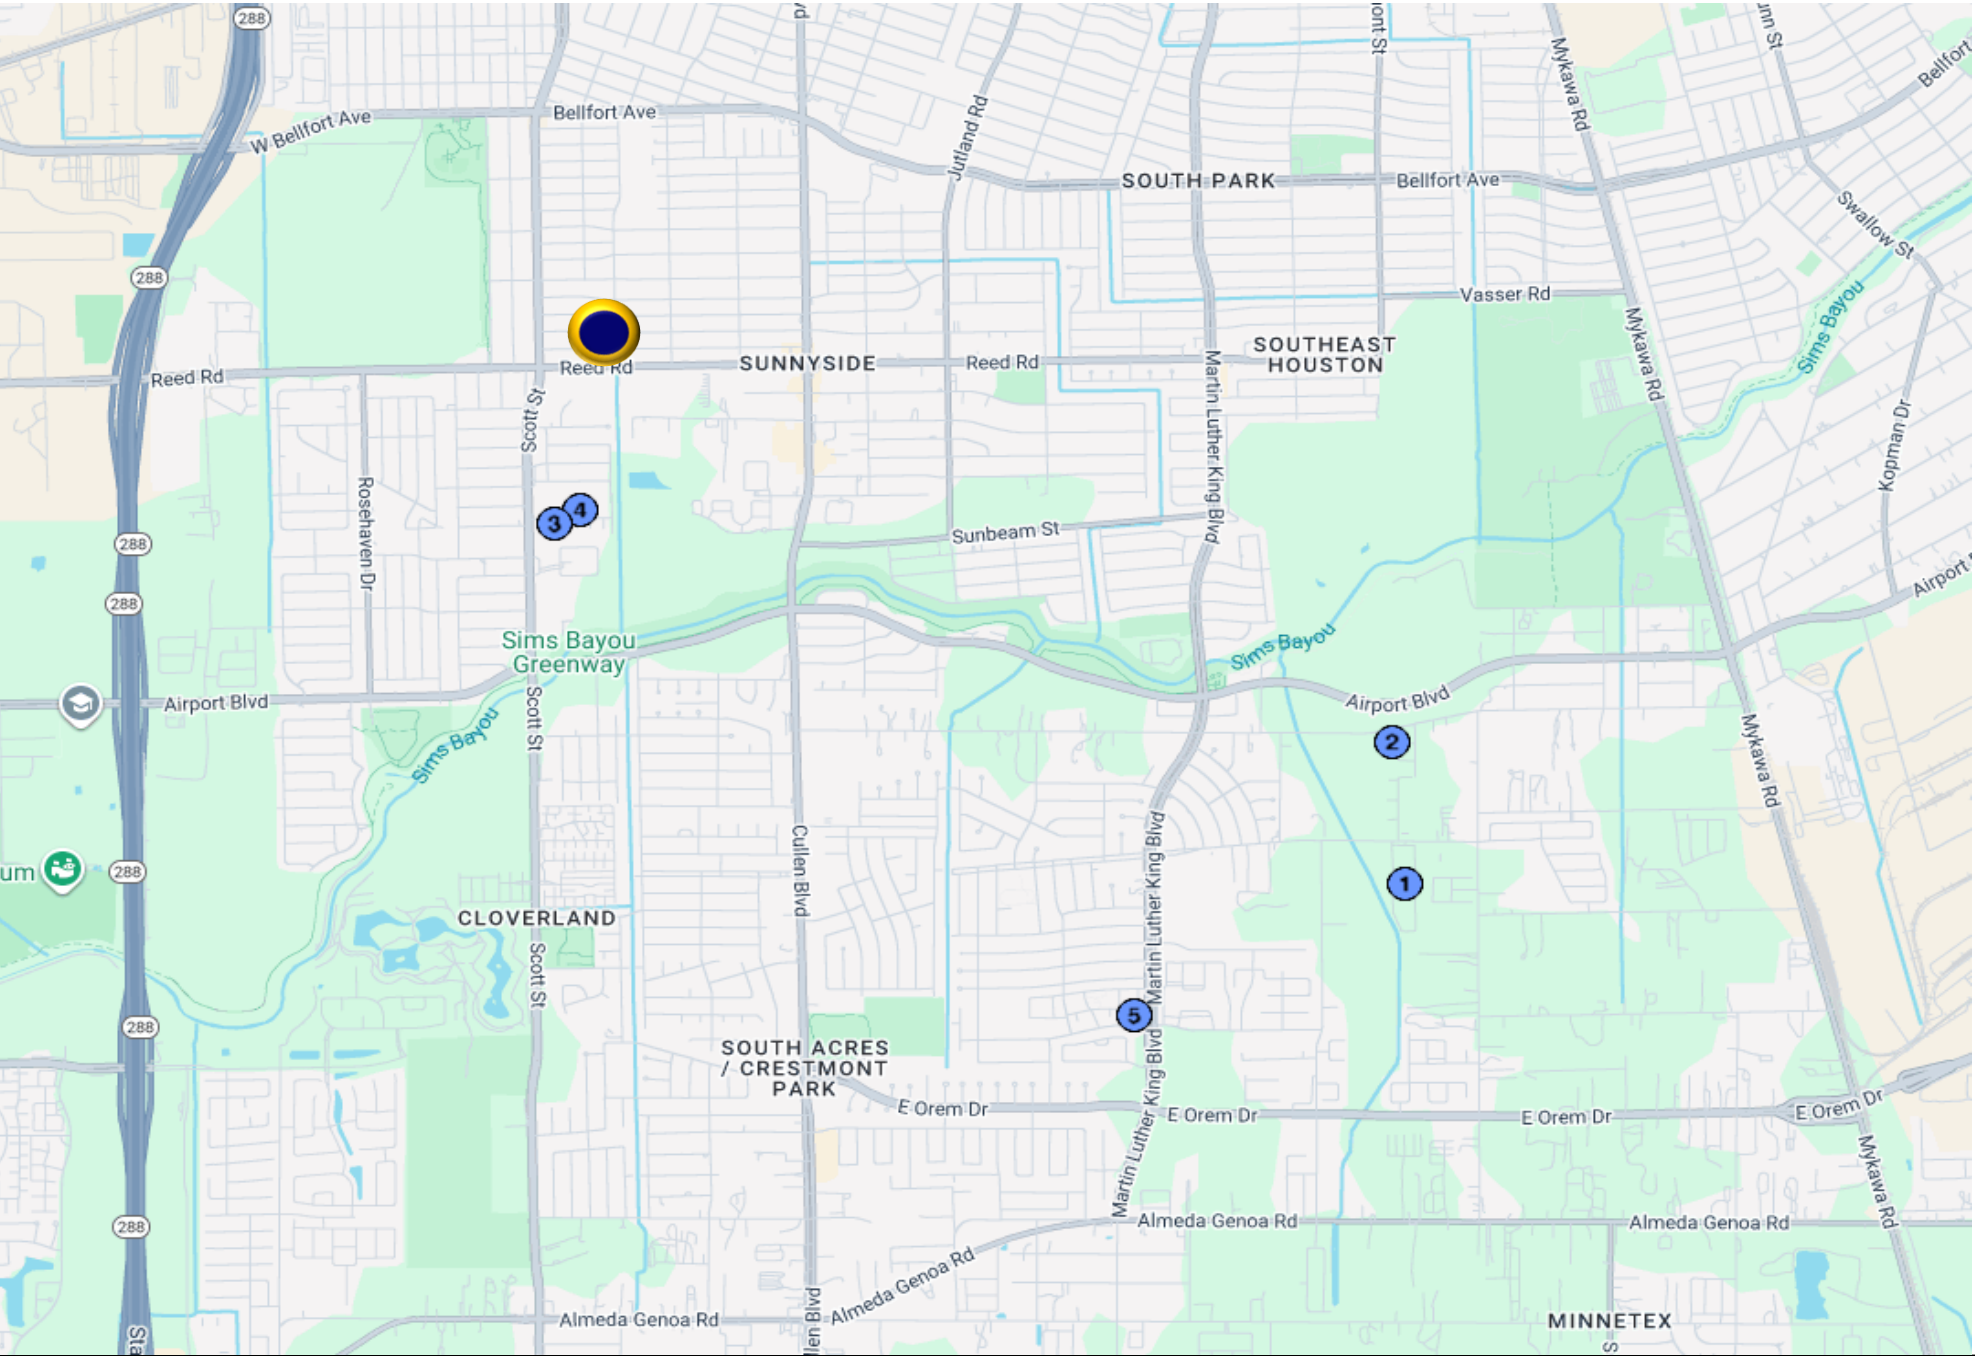 288
Bellfort Ave
W Bellfort Ave
Jutland Rd
SOUTH PARK
Bellfort Ave
Mykawa Rd
Bellfort
Swallow St
288
Vasser Rd
Sims Bayou
Mykawa Rd
Reed Rd
Reed Rd
SUNNYSIDE
Reed Rd
SOUTHEAST
HOUSTON
Scott St
Martin Luther King Blvd
Kopman Dr
Rosehaven Dr
3
4
Sunbeam St
288
288
Airport
Sims Bayou
Greenway
Sims Bayou
Airport Blvd
Scott St
Sims Bayou
Airport Blvd
2
Mykawa Rd
Cullen Blvd
Martin Luther King Blvd
um
288
1
CLOVERLAND
Scott St
5
288
SOUTH ACRES
/ CRESTMONT
PARK
E Orem Dr
E Orem Dr
E Orem Dr
E Orem Dr
Martin Luther King Blvd
Mykawa Rd
288
Almeda Genoa Rd
Almeda Genoa Rd
Almeda Genoa Rd
Almeda Genoa Rd
llen Blvd
MINNETEX
Sta
S